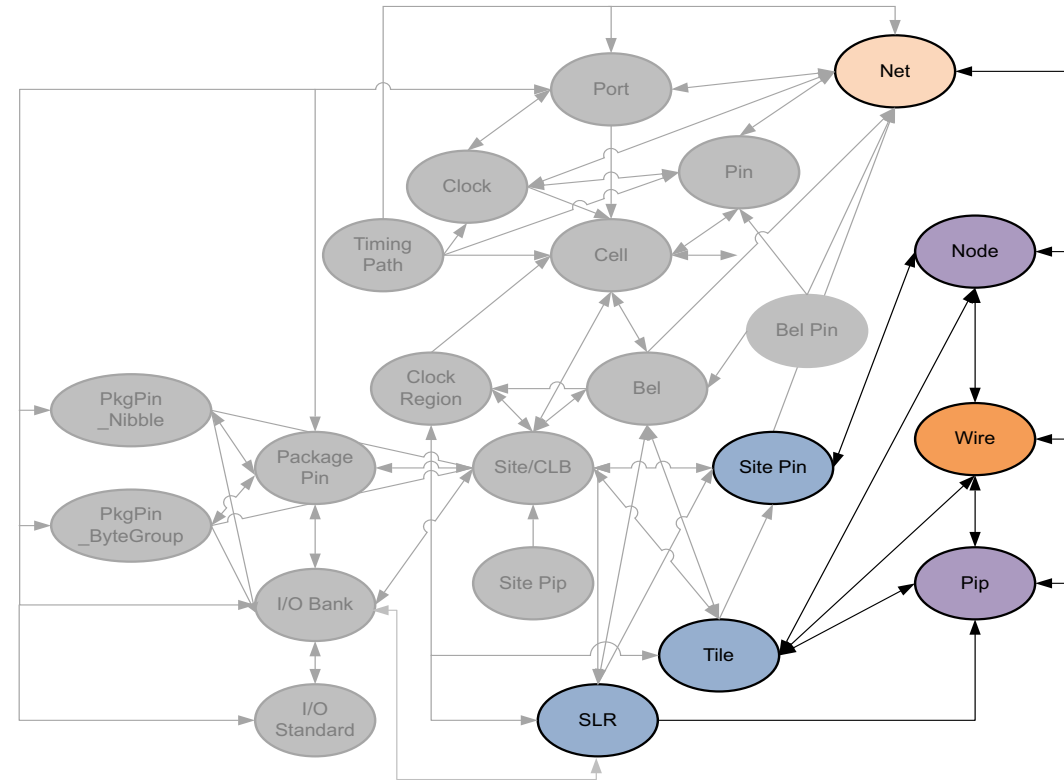 Net
Port
Pin
Clock
Timing
Path
Cell
Node
Bel Pin
Clock
Region
Bel
PkgPin
_Nibble
Wire
Package
Pin
Site/CLB
Site Pin
PkgPin
_ByteGroup
Site Pip
Pip
I/O Bank
Tile
I/O
Standard
SLR